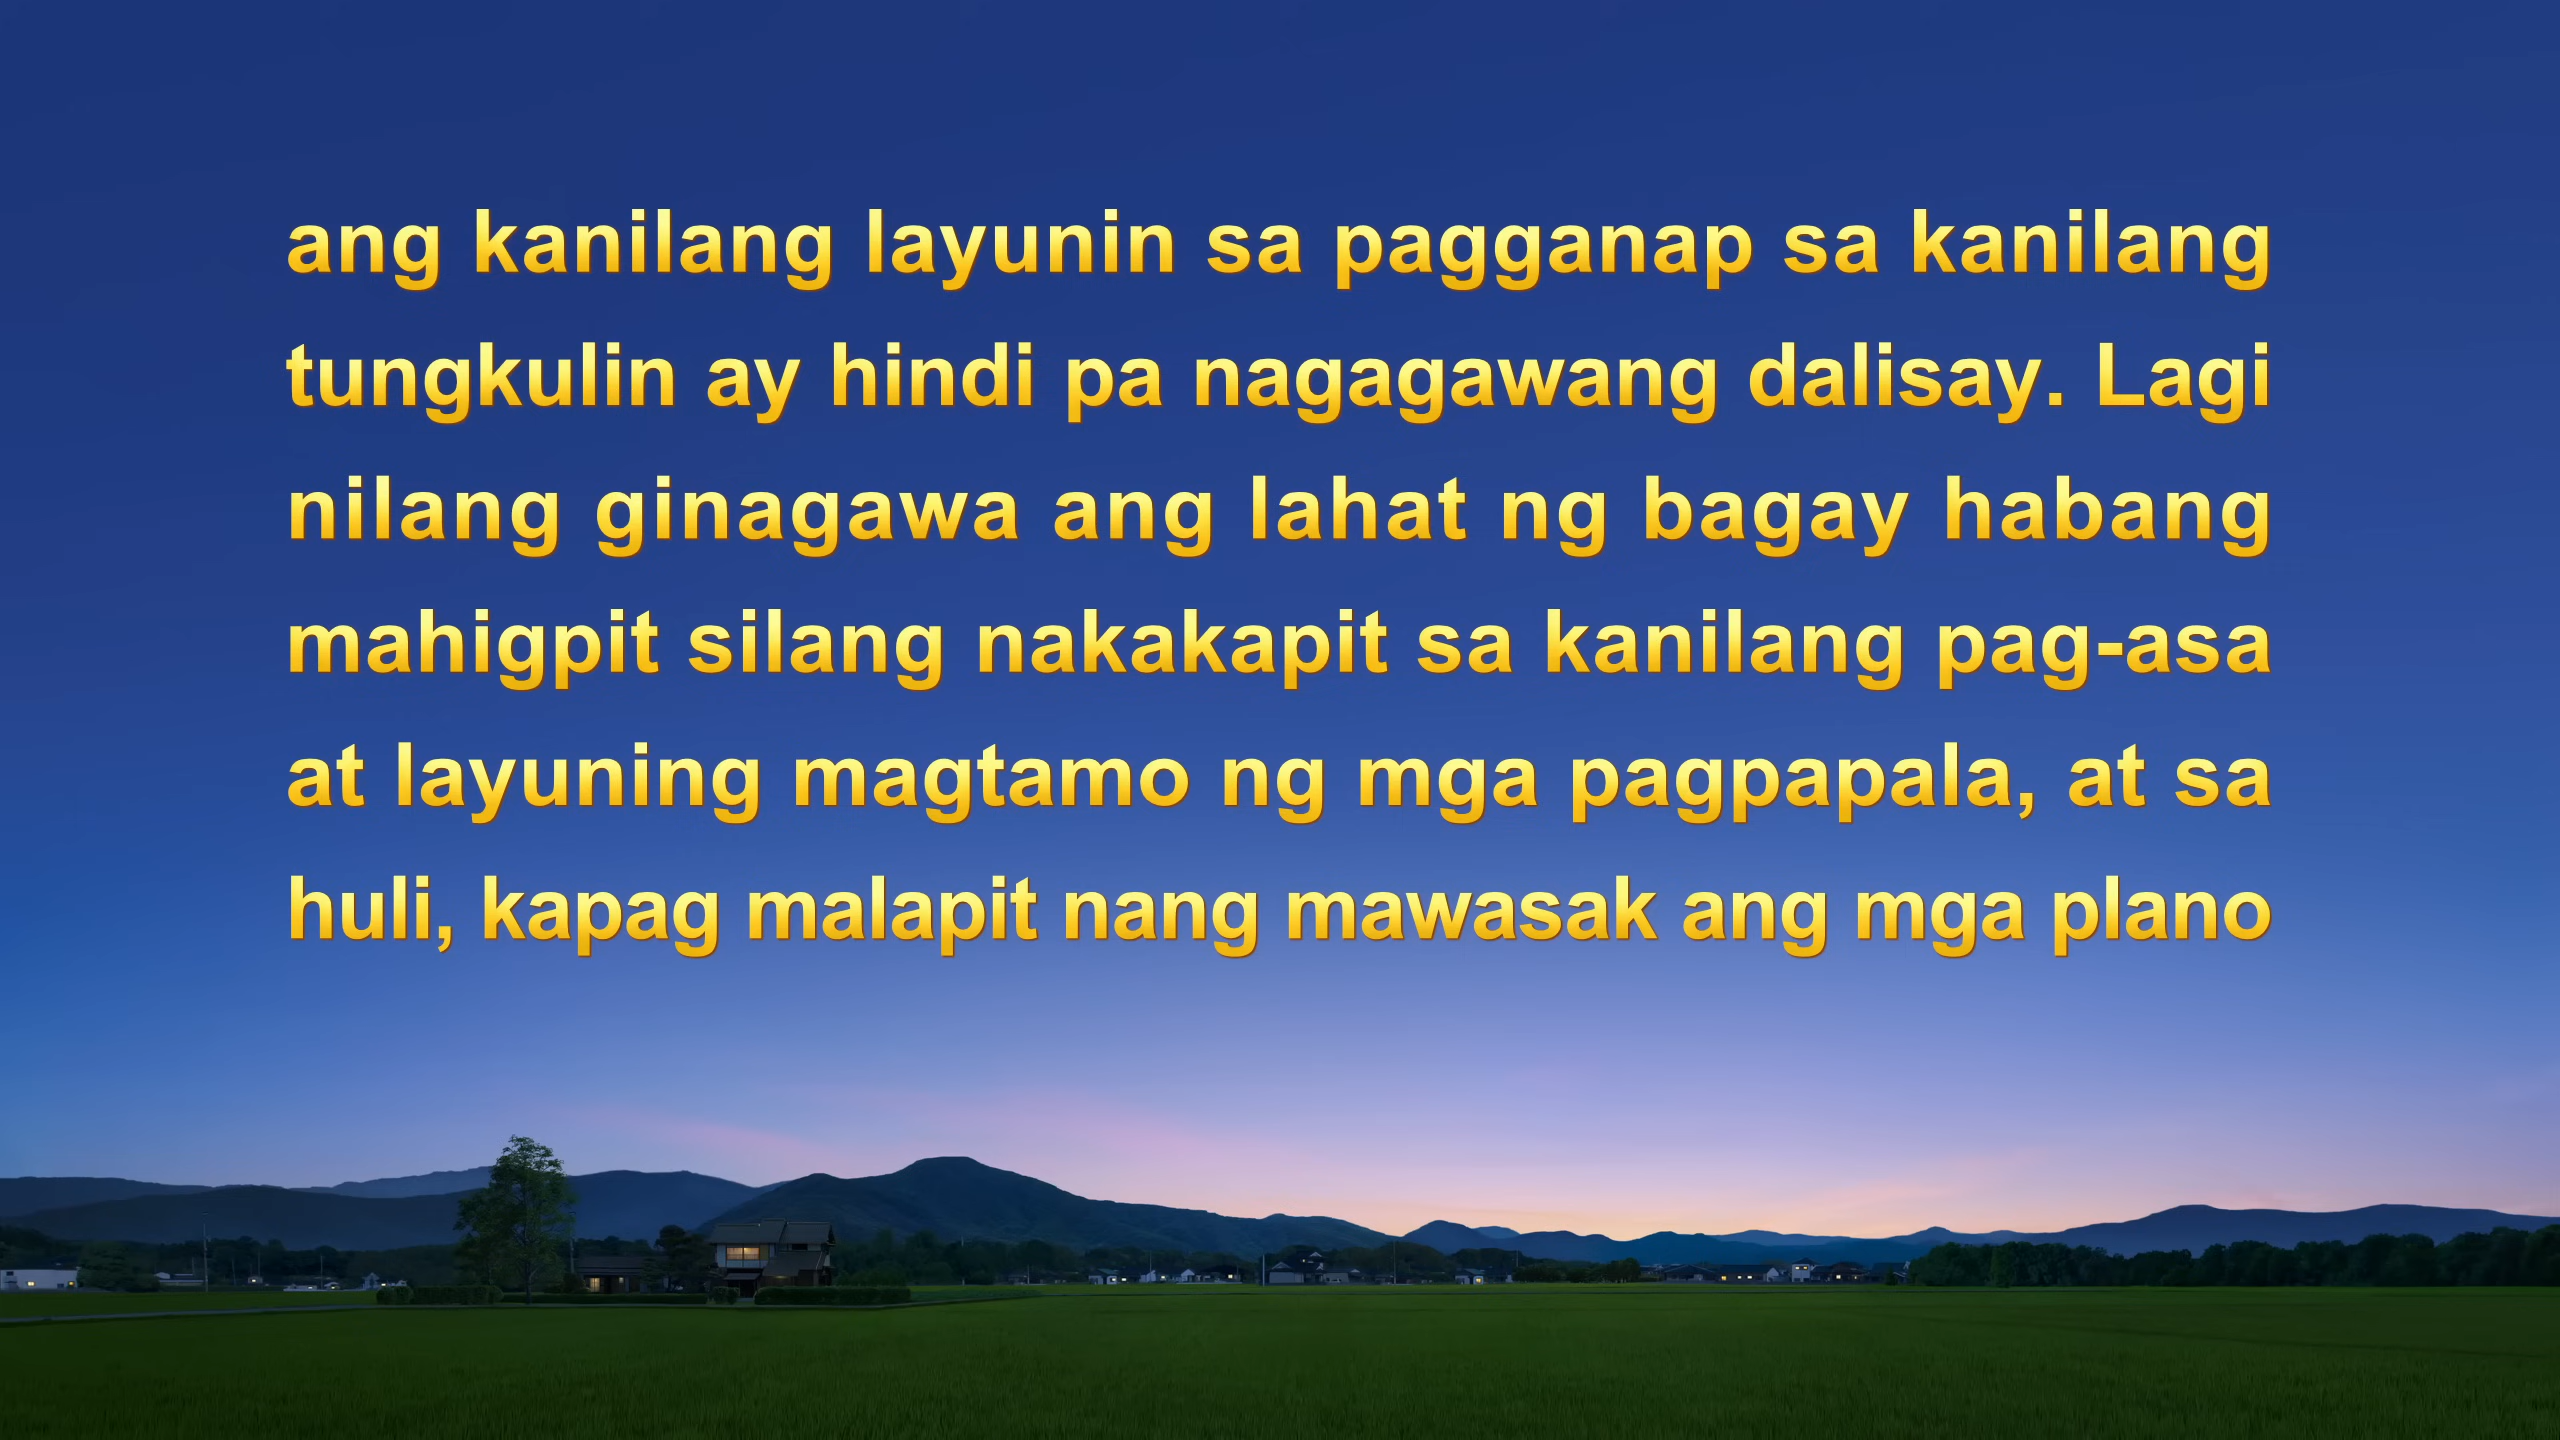 ang kanilang layunin sa pagganap sa kanilang
tungkulin ay hindi pa nagagawang dalisay. Lagi
nilang ginagawa ang lahat ng bagay habang
mahigpit silang nakakapit sa kanilang pag-asa
at layuning magtamo ng mga pagpapala, at sa
huli, kapag malapit nang mawasak ang mga plano